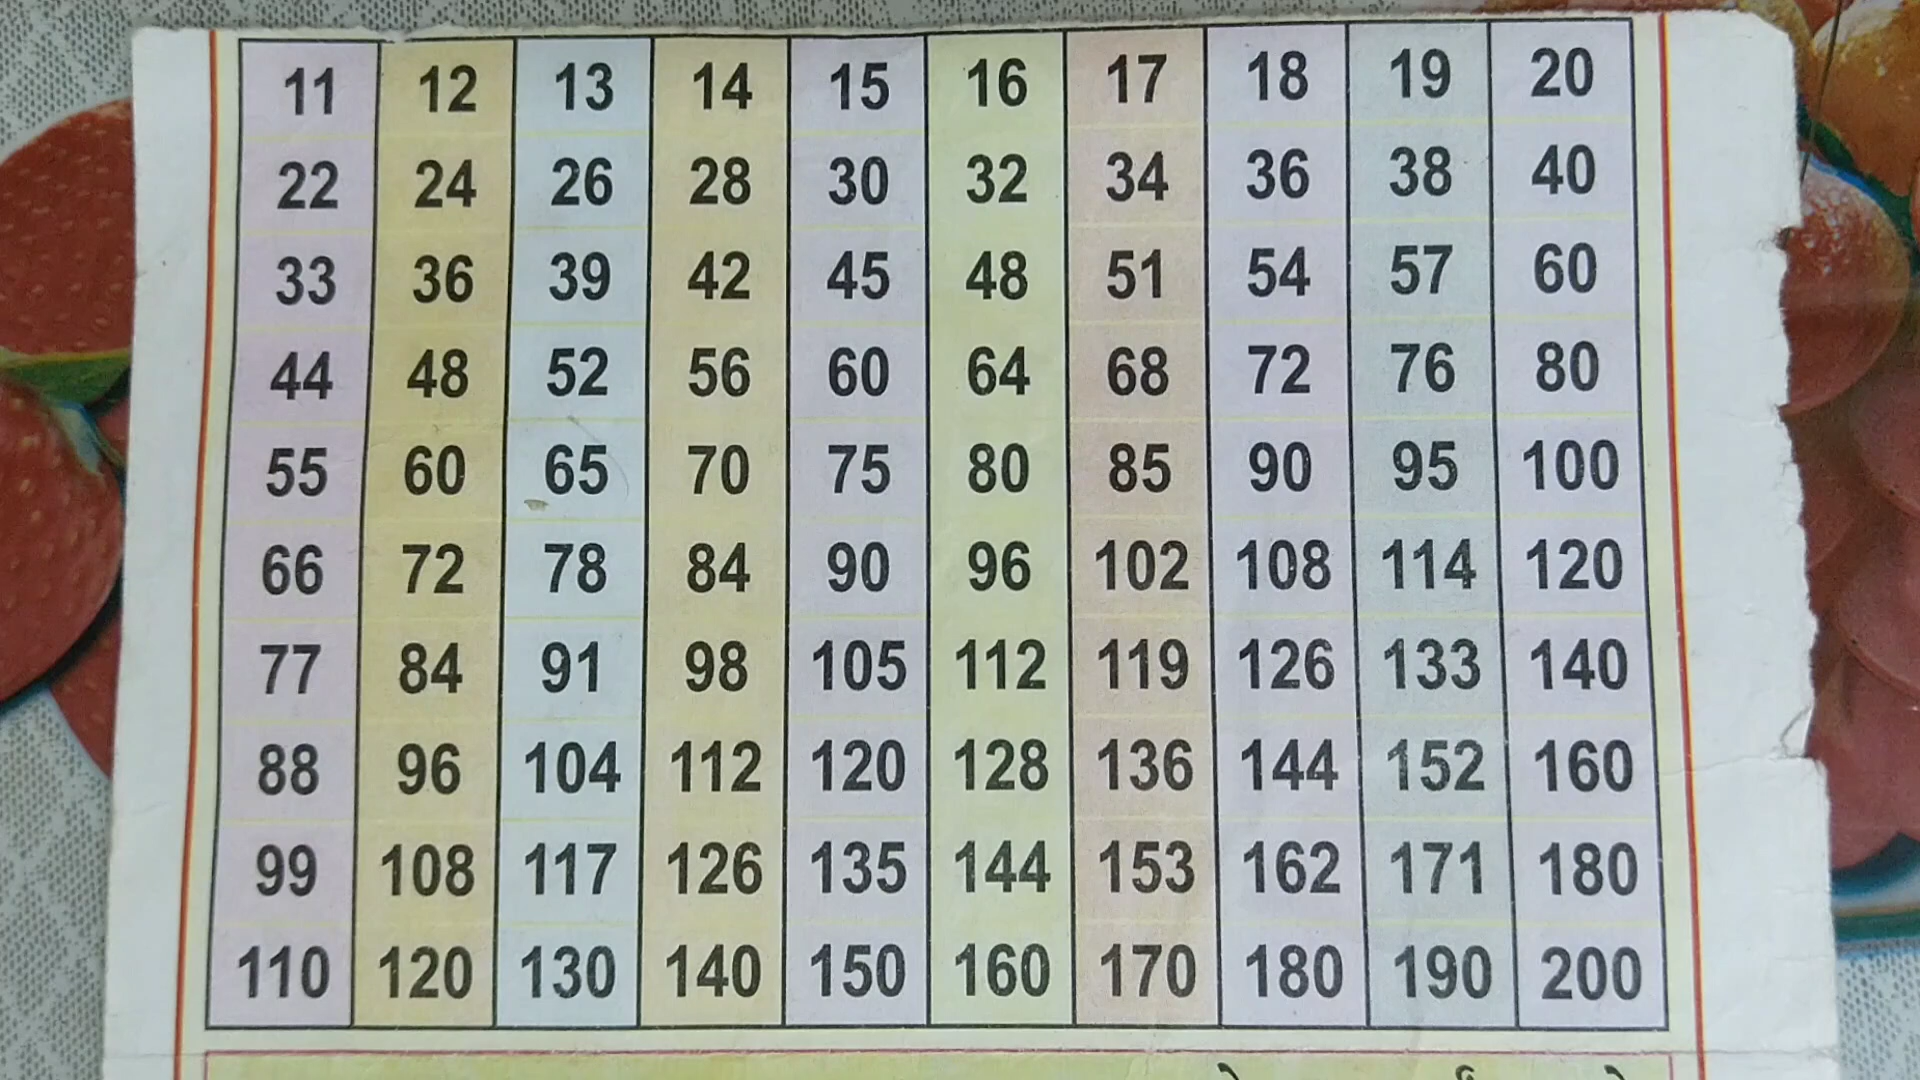 11 12 13 14 15 16 17 18 19 20
22 24 26 28 30 32 34 36 38 40
33 36 39 42 45 48 51 54 57 60
44 48 52 56 60 64 68 72 76 80
55 60 65 70 75 80 85 90 95 100
66 72 78 84 90 96 102 108 114 120
77 84 91 98 105 112 119 126 133 140
88 96 104 112 120 128 136 144 152 160
99 108 117 126 135 144 153 162 171 180
110 120 130 140 150 160 170 180 190 200